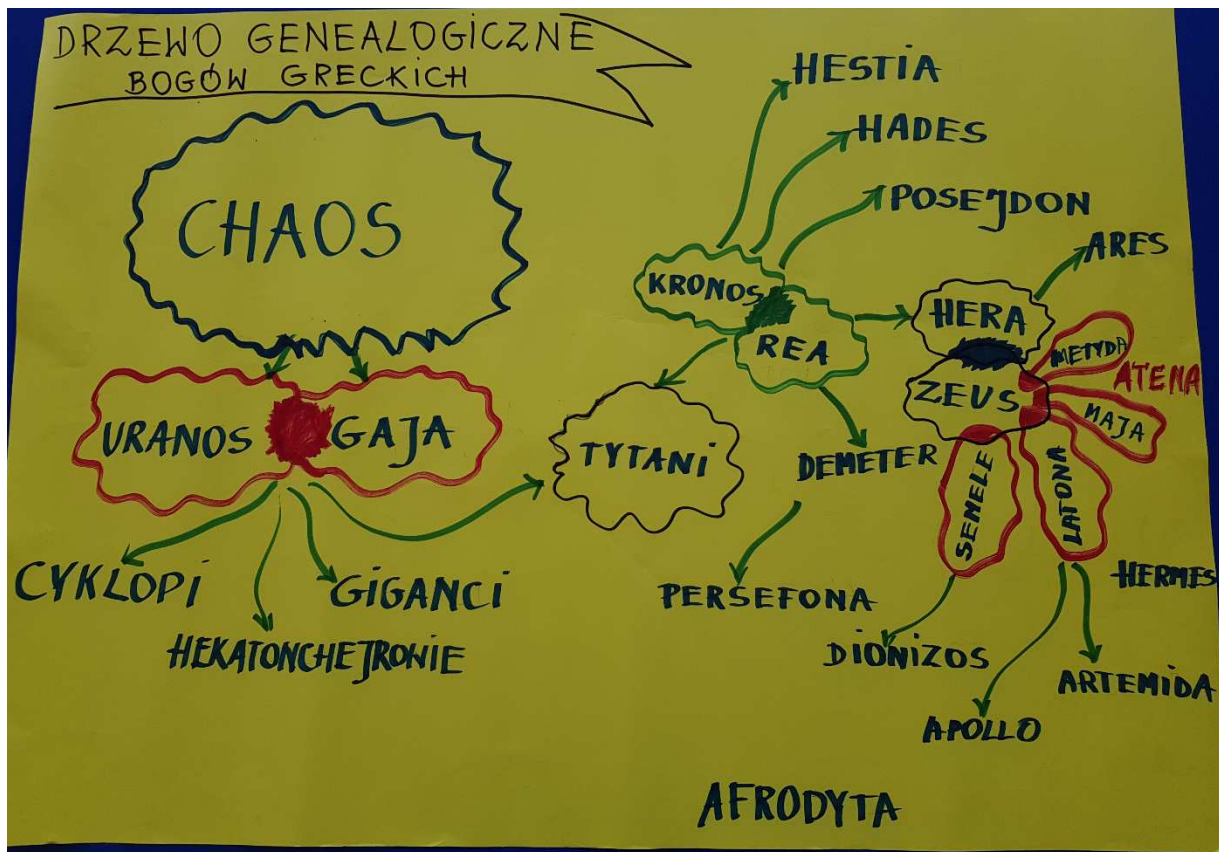 DRZEWO GENEALOGICZNE
BOGÓW GRECKICH
CHAOS
URANOS
GAJA
CYKLOPI
HEKATONCHEJROWIE
GIGANCI
TYTANI
KRONOS
REA
HESTIA
HADES
POSEJDON
HERA
ZEUS
ARES
METYDA
ATENA
MAJA
LATONA
SEMELE
DEMETER
PERSEFONA
HERMES
DIONIZOS
ARTEMIDA
APOLLO
AFRODYTA